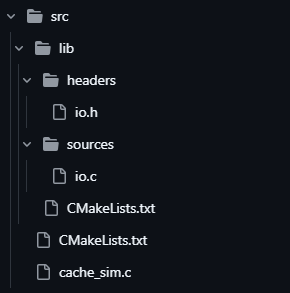 src
lib
headers
io.h
sources
io.c
CMakeLists.txt
CMakeLists.txt
cache_sim.c